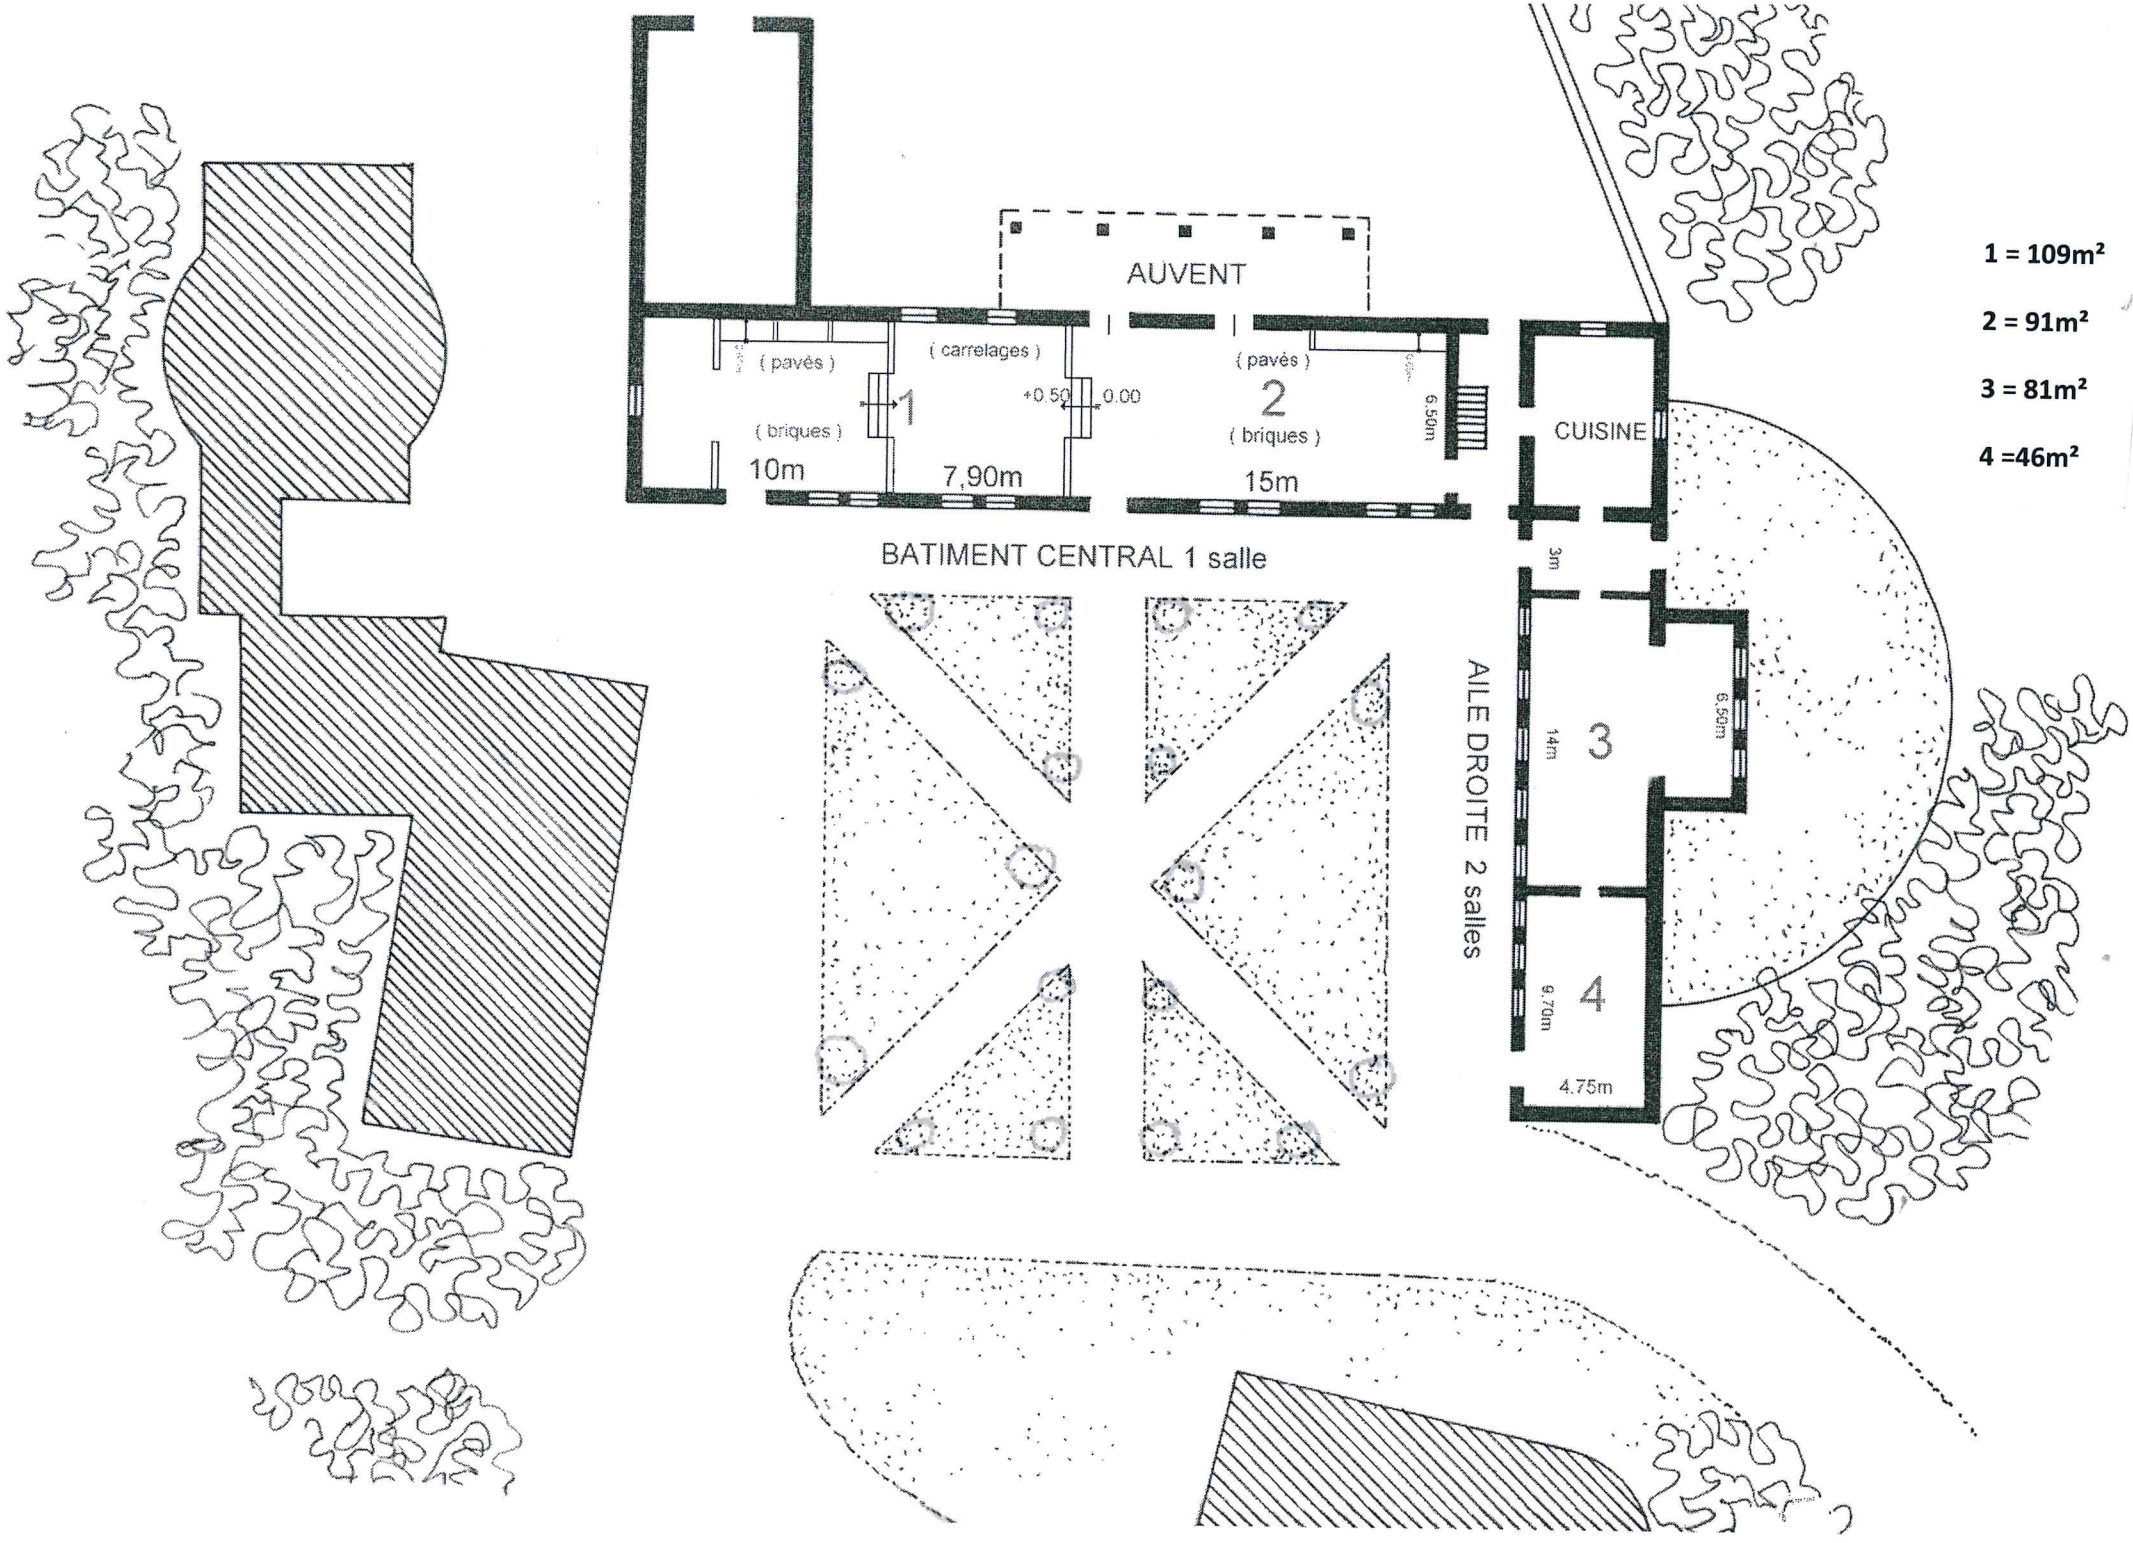 1 = 109m²
2 = 91m²
3 = 81m²
4 =46m²
AUVENT
( pavés )
( carrelages )
( pavés )
1
+0.50
0.00
2
6.50m
CUISINE
( briques )
( briques )
10m
7,90m
15m
BATIMENT CENTRAL 1 salle
3m
AILE DROITE 2 salles
14m
3
6.50m
4
9.70m
4.75m